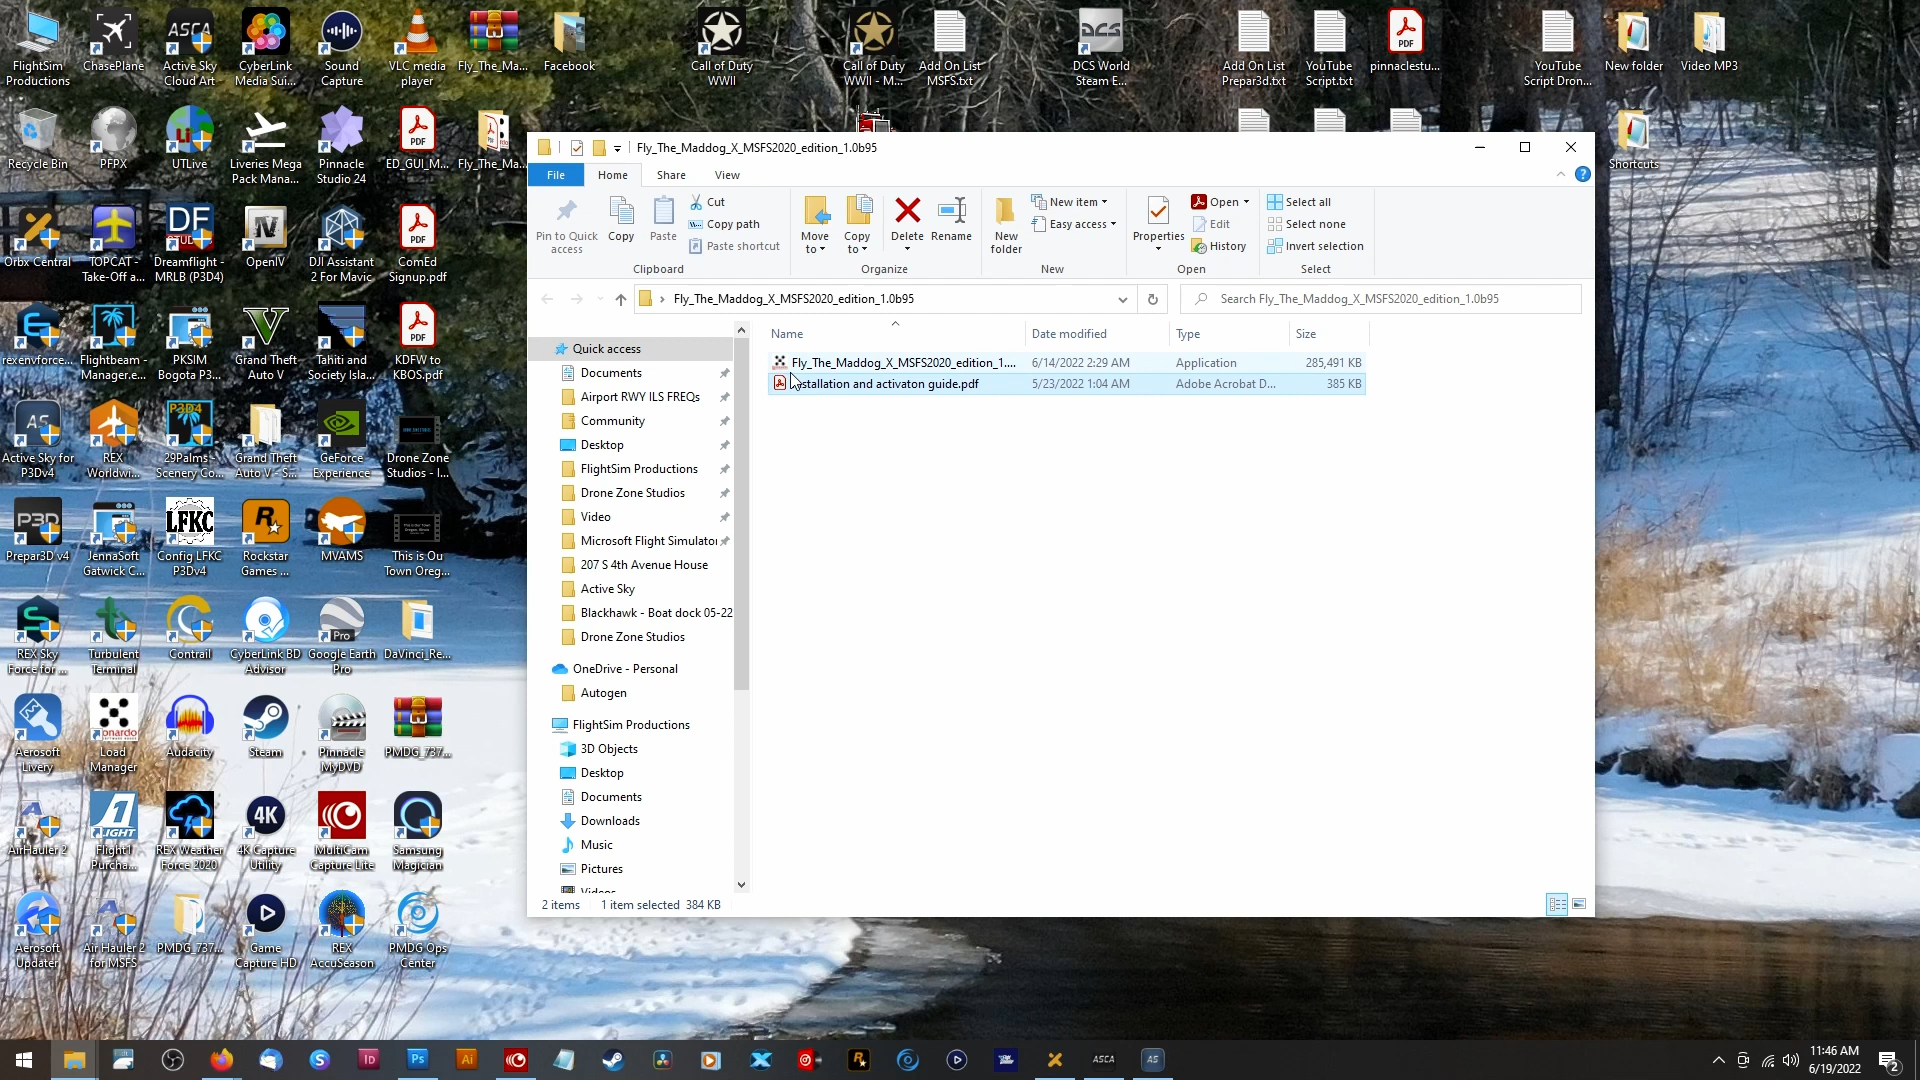 FlightSim
Productions
ChasePlane
Active Sky
Cloud Art
CyberLink
Media Sui...
Sound
Capture
VLC media
player
Fly_The_Ma...
Facebook
Call of Duty
WWII
Call of Duty
WWII - M...
Add On List
MSFS.txt
DCS World
Steam E...
Add On List
Prepar3d.txt
YouTube
Script.txt
pinnaclestu...
YouTube
Script Dron...
New folder
Video MP3
Recycle Bin
PFPX
UTLive
Liveries Mega
Pack Mana...
Pinnacle
Studio 24
ED_GUI_M...
Fly_The_Ma...
Shortcuts
Orbx Central
TOPCAT -
Take-Off a...
Dreamflight -
MRLB (P3D4)
OpenIV
DJI Assistant
2 For Mavic
ComEd
Signup.pdf
rexenvforce...
Flightbeam -
Manager.e...
PKSIM
Bogota P3...
Grand Theft
Auto V
Tahiti and
Society Isla...
KDFW to
KBOS.pdf
Active Sky for
P3Dv4
REX
Worldwi...
29Palms -
Scenery Co...
Grand Theft
Auto V - S...
GeForce
Experience
Drone Zone
Studios - I...
Prepar3D v4
JennaSoft
Gatwick C...
Config LFKC
P3Dv4
Rockstar
Games ...
MVAMS
This is Ou
Town Oreg...
REX Sky
Force for ...
Turbulent
Terminal
Contrail
CyberLink BD
Advisor
Google Earth
Pro
DaVinci_Re...
Aerosoft
Livery
Load
Manager
Audacity
Steam
Pinnacle
MyDVD
PMDG_737...
AirHauler 2
Flight1
Purcha...
REX Weather
Force 2020
4K Capture
Utility
MultiCam
Capture Lite
Samsung
Magician
Aerosoft
Updater
Air Hauler 2
for MSFS
PMDG_737...
Game
Capture HD
REX
AccuSeason
PMDG Ops
Center
Fly_The_Maddog_X_MSFS2020_edition_1.0b95
File Home Share View
Pin to Quick
access
Copy
Paste
Cut
Copy path
Paste shortcut
Clipboard
Move
to
Copy
to
Delete
Rename
Organize
New
folder
New item
Easy access
New
Properties
Open
Edit
History
Open
Select all
Select none
Invert selection
Select
Fly_The_Maddog_X_MSFS2020_edition_1.0b95
Search Fly_The_Maddog_X_MSFS2020_edition_1.0b95
Name Date modified Type Size
Fly_The_Maddog_X_MSFS2020_edition_1.... 6/14/2022 2:29 AM Application 285,491 KB
stallation and activaton guide.pdf 5/23/2022 1:04 AM Adobe Acrobat D... 385 KB
Quick access
Documents
Airport RWY ILS FREQs
Community
Desktop
FlightSim Productions
Drone Zone Studios
Video
Microsoft Flight Simulator
207 S 4th Avenue House
Active Sky
Blackhawk - Boat dock 05-22
Drone Zone Studios
OneDrive - Personal
Autogen
FlightSim Productions
3D Objects
Desktop
Documents
Downloads
Music
Pictures
Videos
2 items 1 item selected 384 KB
11:46 AM
6/19/2022
2